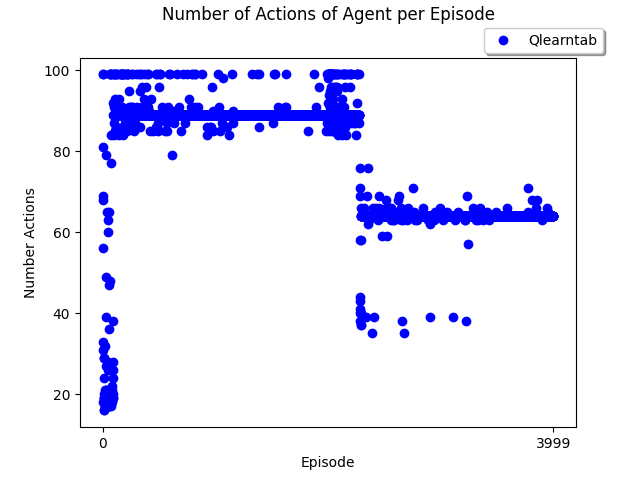 Number of Actions of Agent per Episode
Qlearntab
100
80
60
40
20
Number Actions
0
3999
Episode